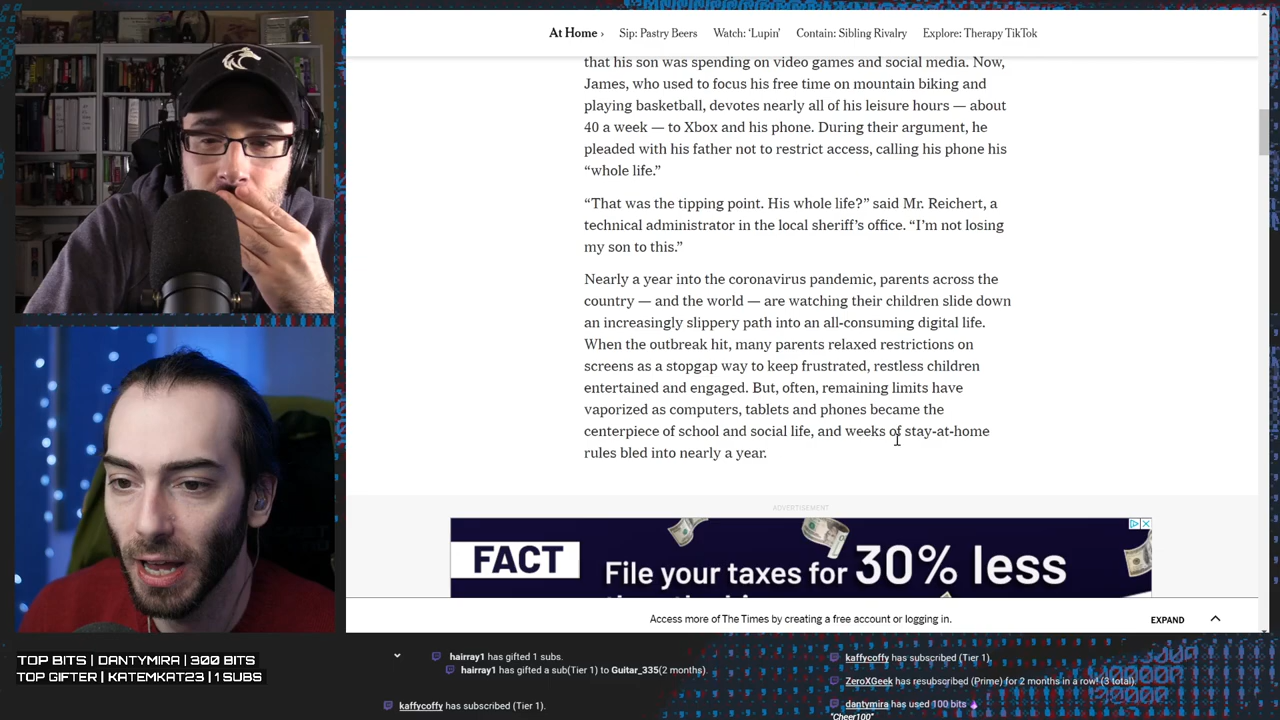 At Home ›
Sip: Pastry Beers
Watch: ‘Lupin’
Contain: Sibling Rivalry
Explore: Therapy TikTok
that his son was spending on video games and social media. Now,
James, who used to focus his free time on mountain biking and
playing basketball, devotes nearly all of his leisure hours — about
40 a week — to Xbox and his phone. During their argument, he
pleaded with his father not to restrict access, calling his phone his
“whole life.”
“That was the tipping point. His whole life?” said Mr. Reichert, a
technical administrator in the local sheriff’s office. “I’m not losing
my son to this.”
Nearly a year into the coronavirus pandemic, parents across the
country — and the world — are watching their children slide down
an increasingly slippery path into an all-consuming digital life.
When the outbreak hit, many parents relaxed restrictions on
screens as a stopgap way to keep frustrated, restless children
entertained and engaged. But, often, remaining limits have
vaporized as computers, tablets and phones became the
centerpiece of school and social life, and weeks of stay-at-home
rules bled into nearly a year.
ADVERTISEMENT
FACT
File your taxes for 30% less
Access more of The Times by creating a free account or logging in.
EXPAND
TOP BITS | DANTYMIRA | 300 BITS
TOP GIFTER | KATEMKAT23 | 1 SUBS
hairray1 has gifted 1 subs.
hairray1 has gifted a sub(Tier 1) to Guitar_335(2 months).
kaffycoffy has subscribed (Tier 1).
kaffycoffy has subscribed (Tier 1).
ZeroXGeek has resubscribed (Prime) for 2 months in a row! (3 total).
dantymira has used 100 bits
"Cheer100"